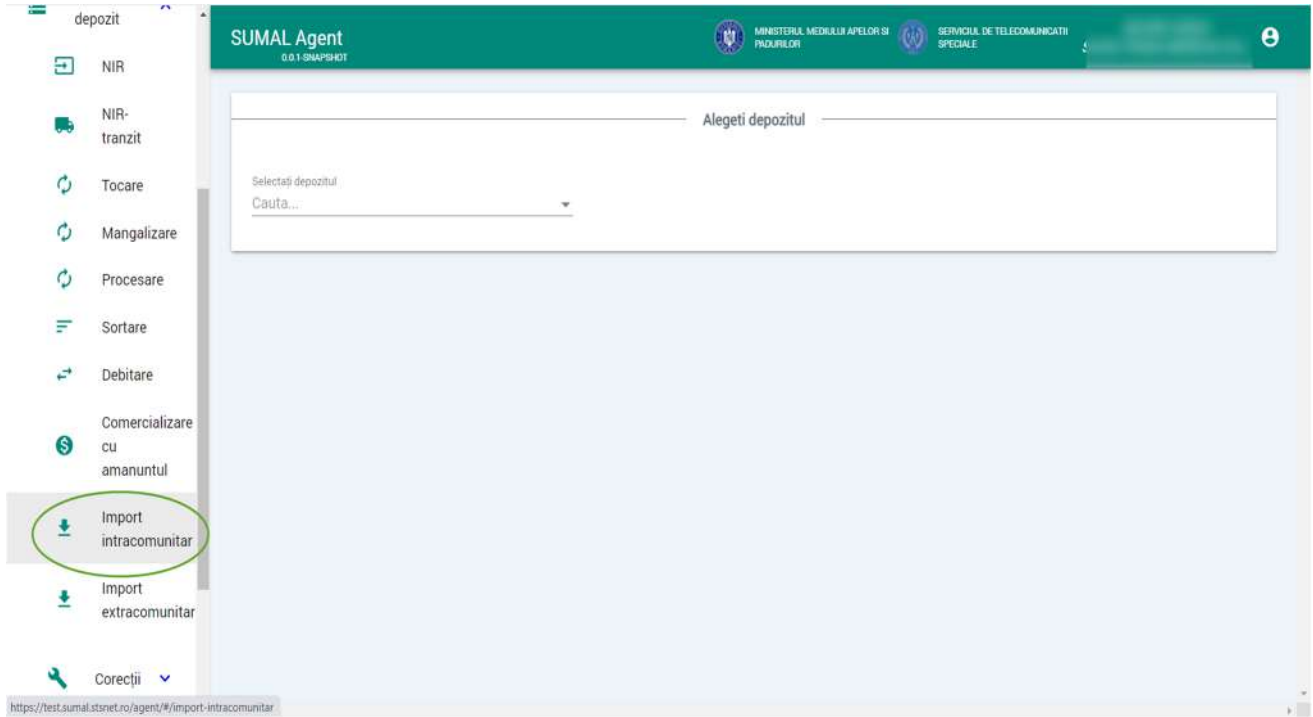 depozit
NIR
NIR-
tranzit
Tocare
Mangalizare
Procesare
Sortare
Debitare
Comercializare
cu
amanuntul
Import
intracomunitar
Import
extracomunitar
Corecții
https://test.sumal.stsnet.ro/agent/#/import-intracomunitar
SUMAL Agent
0.0.1-SNAPSHOT
MINISTERUL MEDIULUI APELOR SI
PADURILOR
SERVICIUL DE TELECOMUNICATII
SPECIALE
Alegeti depozitul
Selectați depozitul
Cauta...